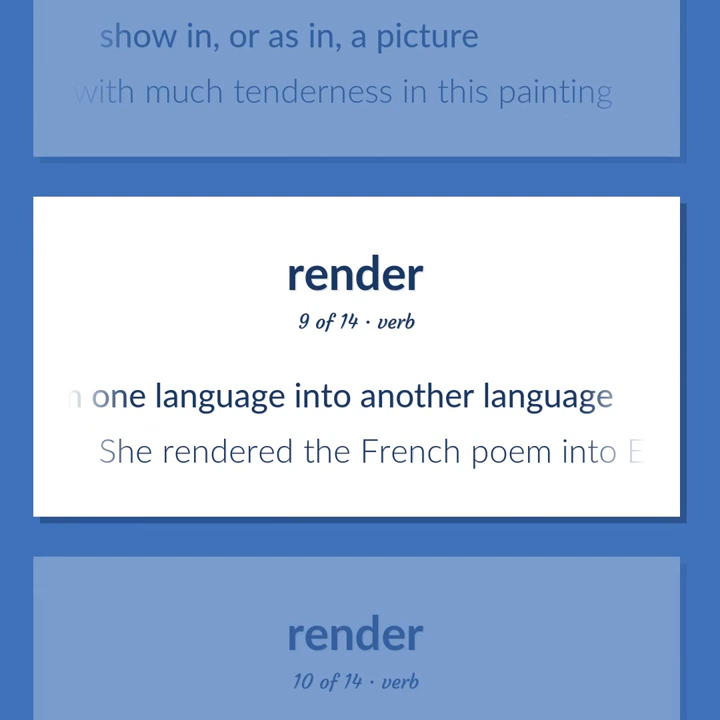 show in, or as in, a picture
with much tenderness in this painting
render
9 of 14 · verb
one language into another language
She rendered the French poem into
render
10 of 14 · verb